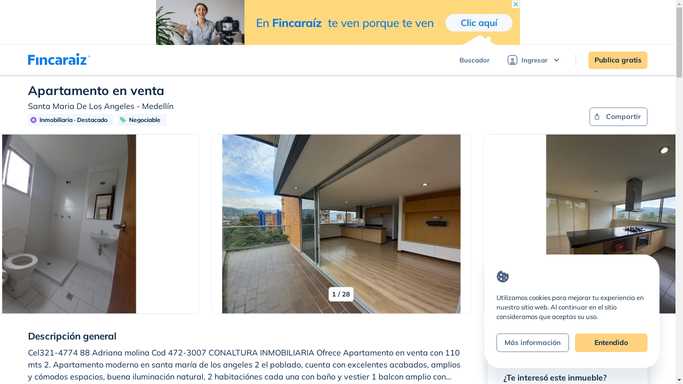 En Fincaraíz te ven porque te ven
Clic aquí
Fincaraíz
Buscador
Ingresar
Publica gratis
Apartamento en venta
Santa Maria De Los Angeles - Medellín
Inmobiliaria · Destacado
Negociable
Compartir
1 / 28
Utilizamos cookies para mejorar tu experiencia en
nuestro sitio web. Al continuar en el sitio
consideramos que aceptas su uso.
Más información
Entendido
Descripción general
Cel321-4774 88 Adriana molina Cod 472-3007 CONALTURA INMOBILIARIA Ofrece Apartamento en venta con 110
mts 2. Apartamento moderno en santa maría de los angeles 2 el poblado, cuenta con excelentes acabados, amplios
y cómodos espacios, buena iluminación natural, 2 habitaciónes cada una con baño y vestier 1 balcon amplio con...
¿Te interesó este inmueble?